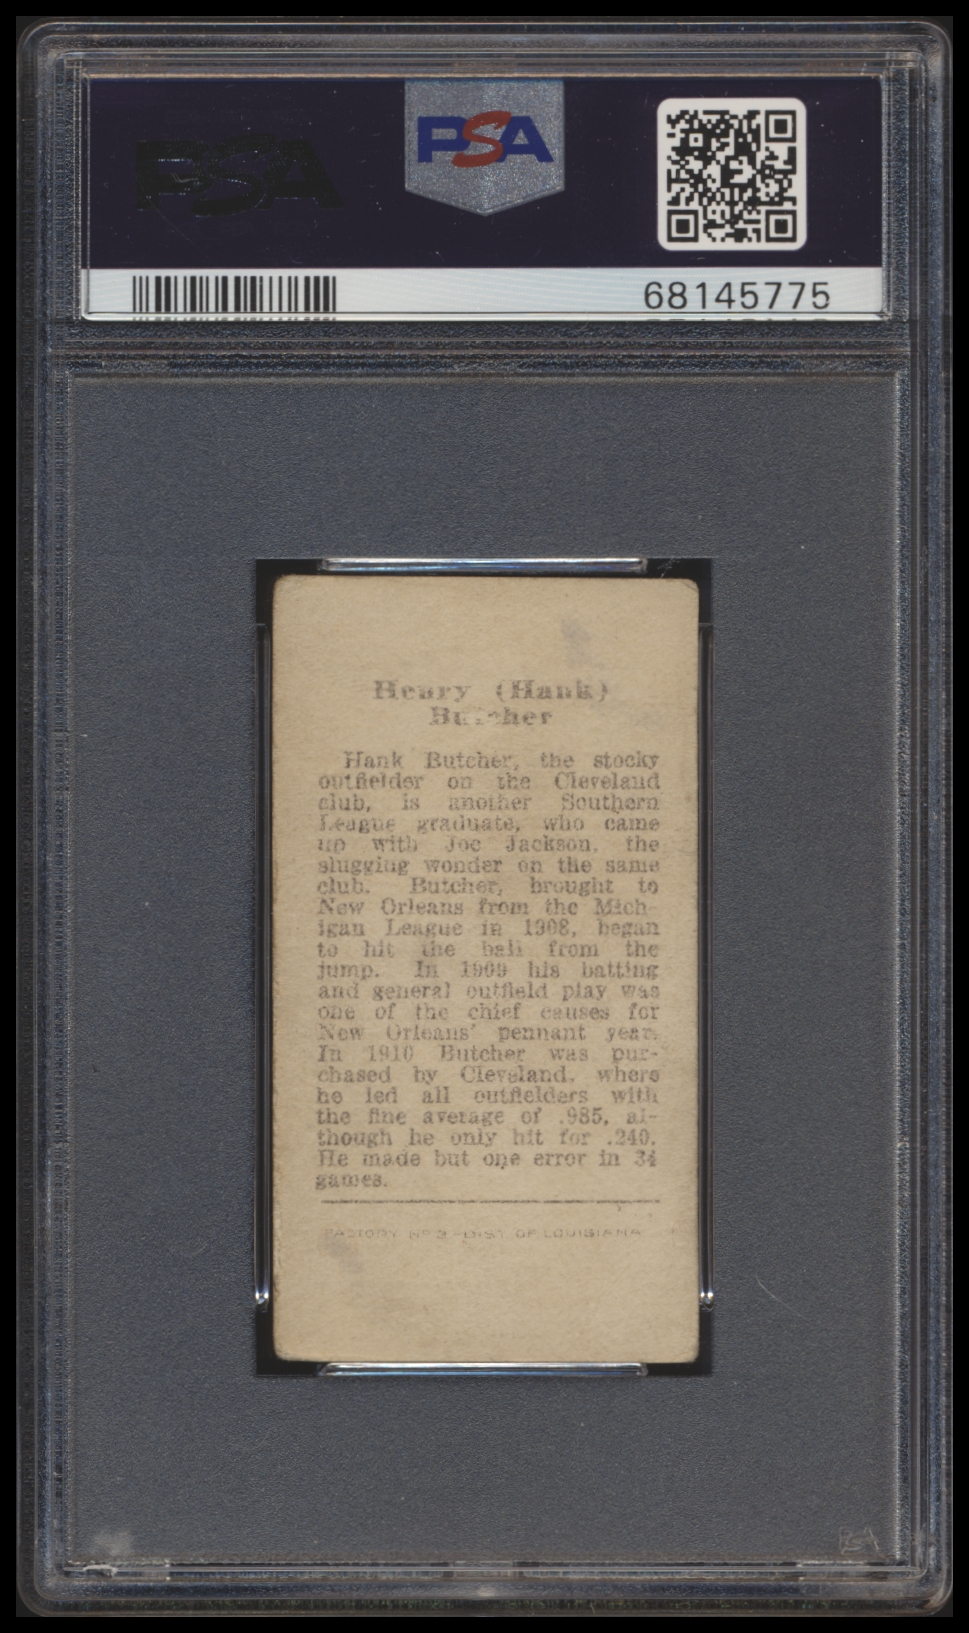 PSA
PSA
68145775
Henry (Hank)
Butcher
Hank Butcher, the stocky
outfielder on the Cleveland
club, is another Southern
League graduate, who came
up with Joe Jackson, the
slugging wonder on the same
club. Butcher, brought to
New Orleans from the Mich-
igan League in 1908, began
to hit the ball from the
jump. In 1909 his batting
and general outfield play was
one of the chief causes for
New Orleans' pennant year.
In 1910 Butcher was pur-
chased by Cleveland, where
he led all outfielders with
the fine average of .985, al-
though he only hit for .240.
He made but one error in 34
games.
FACTORY Nº 3 - DIST OF LOUISIANA
PSA